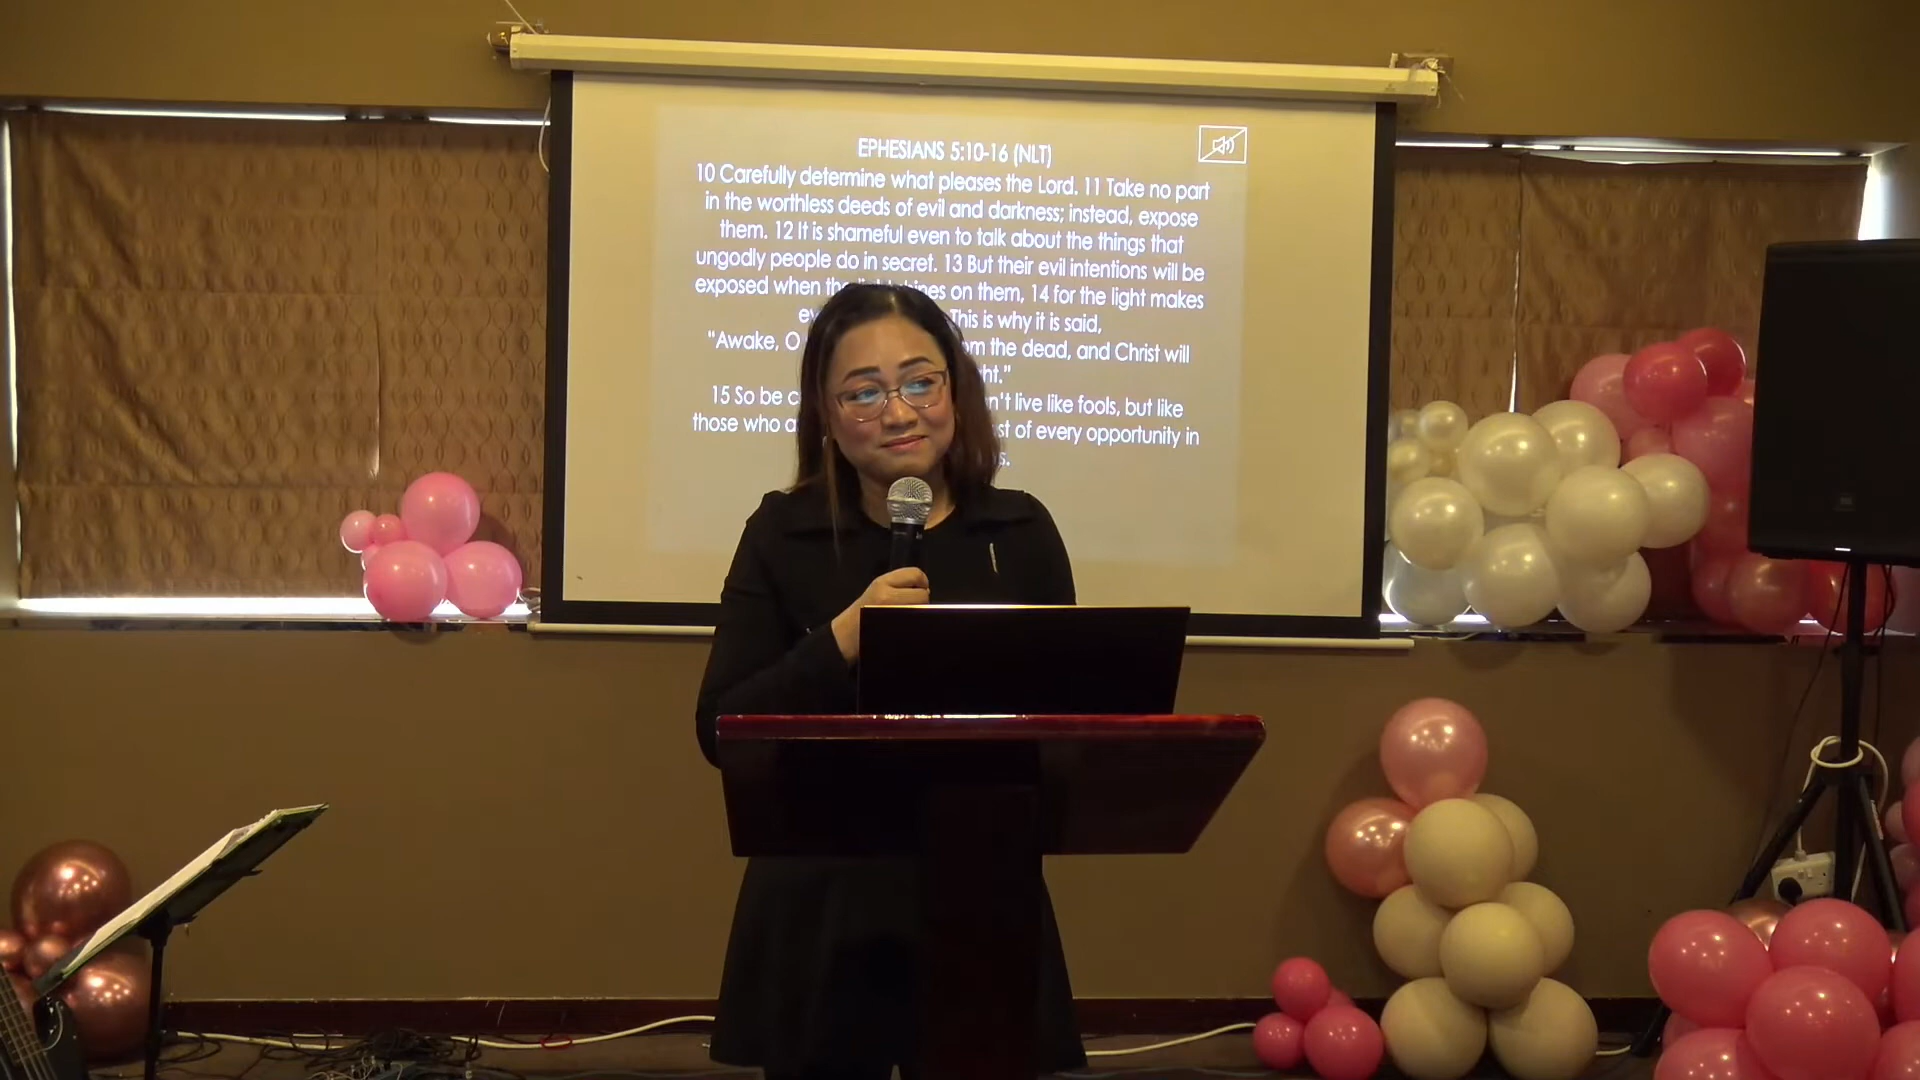 EPHESIANS 5:10-16 (NLT)
10 Carefully determine what pleases the Lord. 11 Take no part
in the worthless deeds of evil and darkness; instead, expose
them. 12 It is shameful even to talk about the things that
ungodly people do in secret. 13 But their evil intentions will be
exposed when the light shines on them, 14 for the light makes
This is why it is said,
"Awake, O the dead, and Christ will
15 So be live like fools, but like
those who of every opportunity in